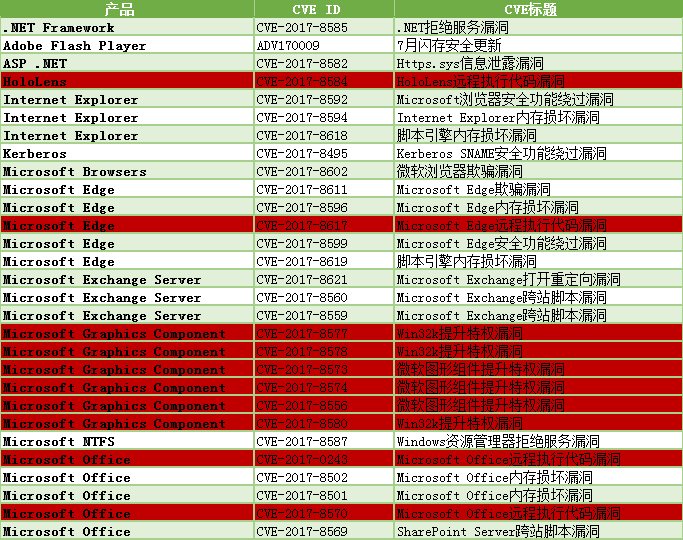 产品 CVE ID CVE标题
.NET Framework CVE-2017-8585 .NET拒绝服务漏洞
Adobe Flash Player ADV170009 7月闪存安全更新
ASP .NET CVE-2017-8582 Https.sys信息泄露漏洞
HoloLens CVE-2017-8584 HoloLens远程执行代码漏洞
Internet Explorer CVE-2017-8592 Microsoft浏览器安全功能绕过漏洞
Internet Explorer CVE-2017-8594 Internet Explorer内存损坏漏洞
Internet Explorer CVE-2017-8618 脚本引擎内存损坏漏洞
Kerberos CVE-2017-8495 Kerberos SNAME安全功能绕过漏洞
Microsoft Browsers CVE-2017-8602 微软浏览器欺骗漏洞
Microsoft Edge CVE-2017-8611 Microsoft Edge欺骗漏洞
Microsoft Edge CVE-2017-8596 Microsoft Edge内存损坏漏洞
Microsoft Edge CVE-2017-8617 Microsoft Edge远程执行代码漏洞
Microsoft Edge CVE-2017-8599 Microsoft Edge安全功能绕过漏洞
Microsoft Edge CVE-2017-8619 脚本引擎内存损坏漏洞
Microsoft Exchange Server CVE-2017-8621 Microsoft Exchange打开重定向漏洞
Microsoft Exchange Server CVE-2017-8560 Microsoft Exchange跨站脚本漏洞
Microsoft Exchange Server CVE-2017-8559 Microsoft Exchange跨站脚本漏洞
Microsoft Graphics Component CVE-2017-8577 Win32k提升特权漏洞
Microsoft Graphics Component CVE-2017-8578 Win32k提升特权漏洞
Microsoft Graphics Component CVE-2017-8573 微软图形组件提升特权漏洞
Microsoft Graphics Component CVE-2017-8574 微软图形组件提升特权漏洞
Microsoft Graphics Component CVE-2017-8556 微软图形组件提升特权漏洞
Microsoft Graphics Component CVE-2017-8580 Win32k提升特权漏洞
Microsoft NTFS CVE-2017-8587 Windows资源管理器拒绝服务漏洞
Microsoft Office CVE-2017-0243 Microsoft Office远程执行代码漏洞
Microsoft Office CVE-2017-8502 Microsoft Office内存损坏漏洞
Microsoft Office CVE-2017-8501 Microsoft Office内存损坏漏洞
Microsoft Office CVE-2017-8570 Microsoft Office远程执行代码漏洞
Microsoft Office CVE-2017-8569 SharePoint Server跨站脚本漏洞